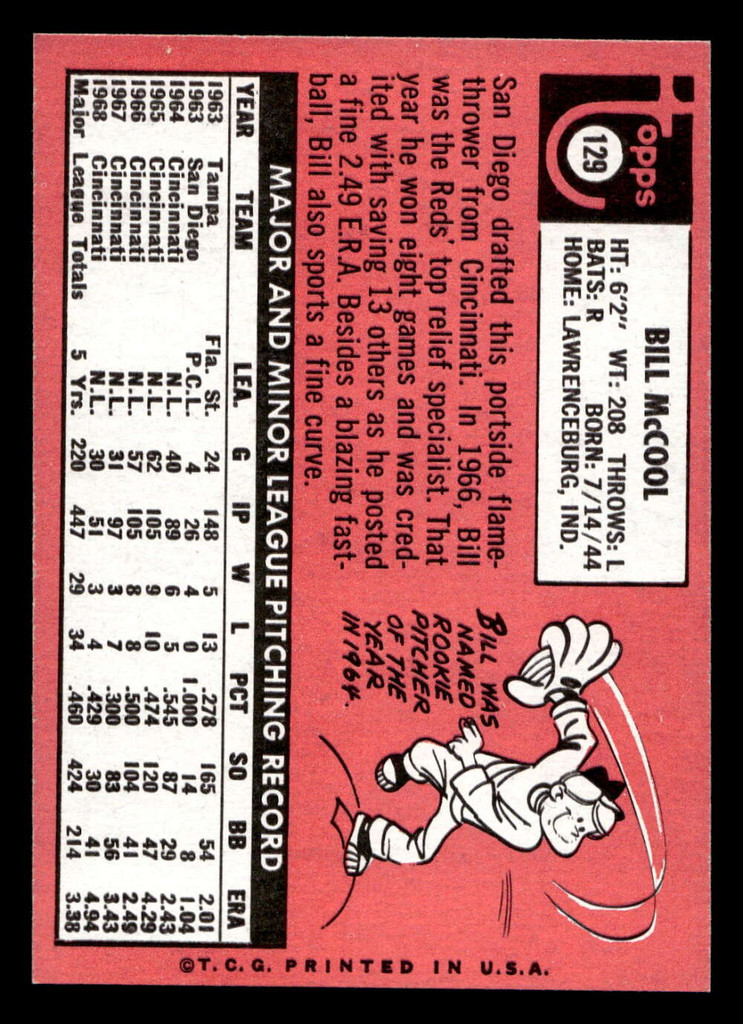 Topps
129
BILL McCOOL
HT: 6'2" WT: 208 THROWS: L
BATS: R BORN: 7/14/44
HOME: LAWRENCEBURG, IND.
San Diego drafted this portside flame-
thrower from Cincinnati. In 1966, Bill
was the Reds' top relief specialist. That
year he won eight games and was cred-
ited with saving 13 others as he posted
a fine 2.49 E.R.A. Besides a blazing fast-
ball, Bill also sports a fine curve.
BILL WAS
NAMED
ROOKIE
PITCHER
OF THE
YEAR
IN 1964.
MAJOR AND MINOR LEAGUE PITCHING RECORD
YEAR TEAM LEA. G IP W L PCT SO BB ERA
1963 Tampa Fla. St. 24 148 5 13 .278 165 54 2.01
1963 San Diego P.C.L. 4 26 4 0 1.000 14 8 1.04
1964 Cincinnati N.L. 40 89 6 5 .545 87 29 2.43
1965 Cincinnati N.L. 62 105 9 10 .474 120 47 4.29
1966 Cincinnati N.L. 57 105 8 8 .500 104 41 2.49
1967 Cincinnati N.L. 31 97 3 7 .300 83 56 3.43
1968 Cincinnati N.L. 30 51 3 4 .429 30 41 4.94
Major League Totals 5 Yrs. 220 447 29 34 .460 424 214 3.38
©T.C.G. PRINTED IN U.S.A.